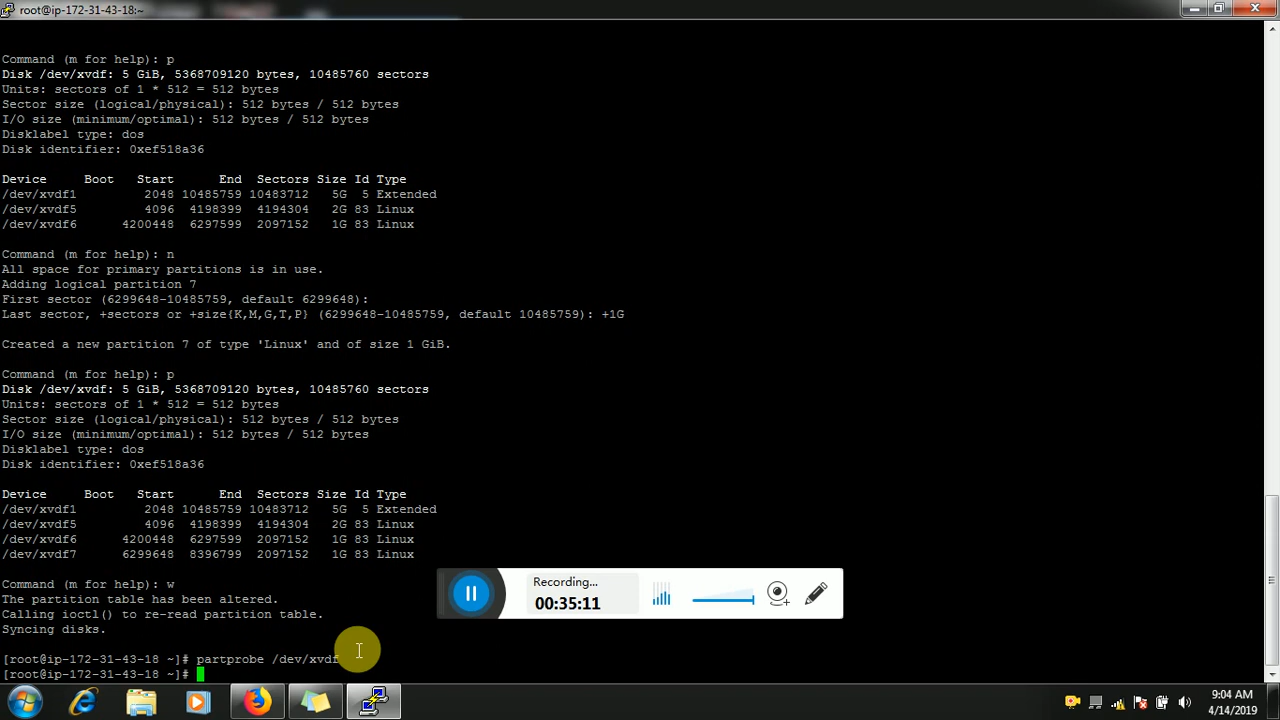 root@ip-172-31-43-18:~
Command (m for help): p
Disk /dev/xvdf: 5 GiB, 5368709120 bytes, 10485760 sectors
Units: sectors of 1 * 512 = 512 bytes
Sector size (logical/physical): 512 bytes / 512 bytes
I/O size (minimum/optimal): 512 bytes / 512 bytes
Disklabel type: dos
Disk identifier: 0xef518a36
Device     Boot   Start      End  Sectors Size Id Type
/dev/xvdf1         2048 10485759 10483712   5G  5 Extended
/dev/xvdf5         4096  4198399  4194304   2G 83 Linux
/dev/xvdf6      4200448  6297599  2097152   1G 83 Linux
Command (m for help): n
All space for primary partitions is in use.
Adding logical partition 7
First sector (6299648-10485759, default 6299648):
Last sector, +sectors or +size{K,M,G,T,P} (6299648-10485759, default 10485759): +1G
Created a new partition 7 of type 'Linux' and of size 1 GiB.
Command (m for help): p
Disk /dev/xvdf: 5 GiB, 5368709120 bytes, 10485760 sectors
Units: sectors of 1 * 512 = 512 bytes
Sector size (logical/physical): 512 bytes / 512 bytes
I/O size (minimum/optimal): 512 bytes / 512 bytes
Disklabel type: dos
Disk identifier: 0xef518a36
Device     Boot   Start      End  Sectors Size Id Type
/dev/xvdf1         2048 10485759 10483712   5G  5 Extended
/dev/xvdf5         4096  4198399  4194304   2G 83 Linux
/dev/xvdf6      4200448  6297599  2097152   1G 83 Linux
/dev/xvdf7      6299648  8396799  2097152   1G 83 Linux
Command (m for help): w
The partition table has been altered.
Calling ioctl() to re-read partition table.
Syncing disks.
Recording...
00:35:11
[root@ip-172-31-43-18 ~]# partprobe /dev/xvdf
[root@ip-172-31-43-18 ~]#
9:04 AM
4/14/2019